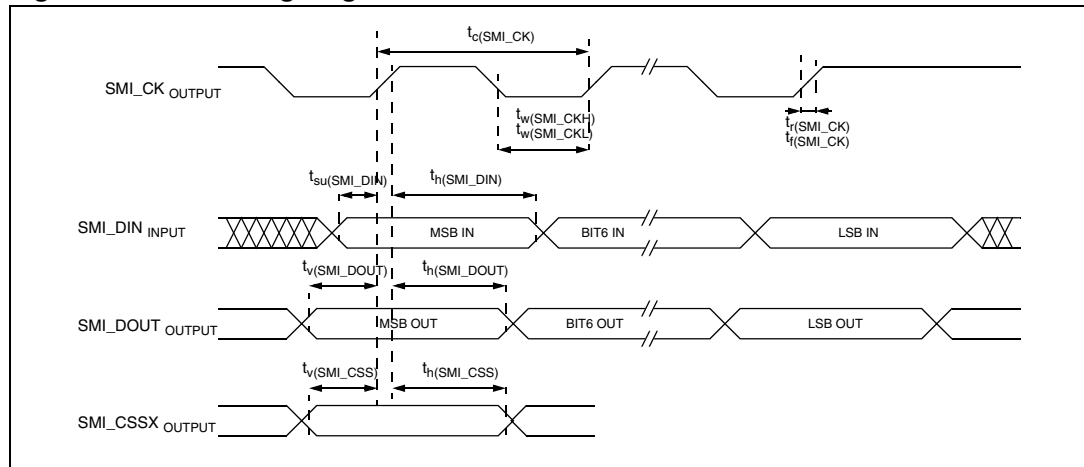 tc(SMI_CK)
SMI_CK OUTPUT
tw(SMI_CKH)
tw(SMI_CKL)
tr(SMI_CK)
tf(SMI_CK)
tsu(SMI_DIN) th(SMI_DIN)
SMI_DIN INPUT MSB IN BIT6 IN LSB IN
tv(SMI_DOUT) th(SMI_DOUT)
SMI_DOUT OUTPUT MSB OUT BIT6 OUT LSB OUT
tv(SMI_CSS) th(SMI_CSS)
SMI_CSSX OUTPUT